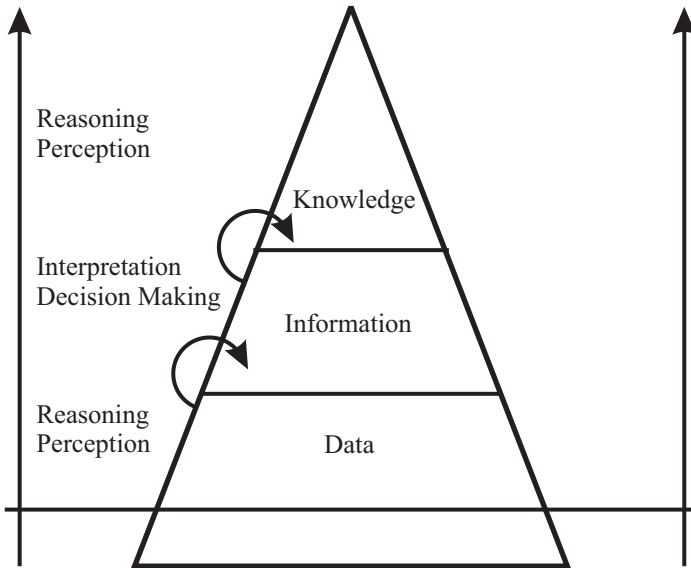 Reasoning
Perception
Knowledge
Interpretation
Decision Making
Information
Reasoning
Perception
Data